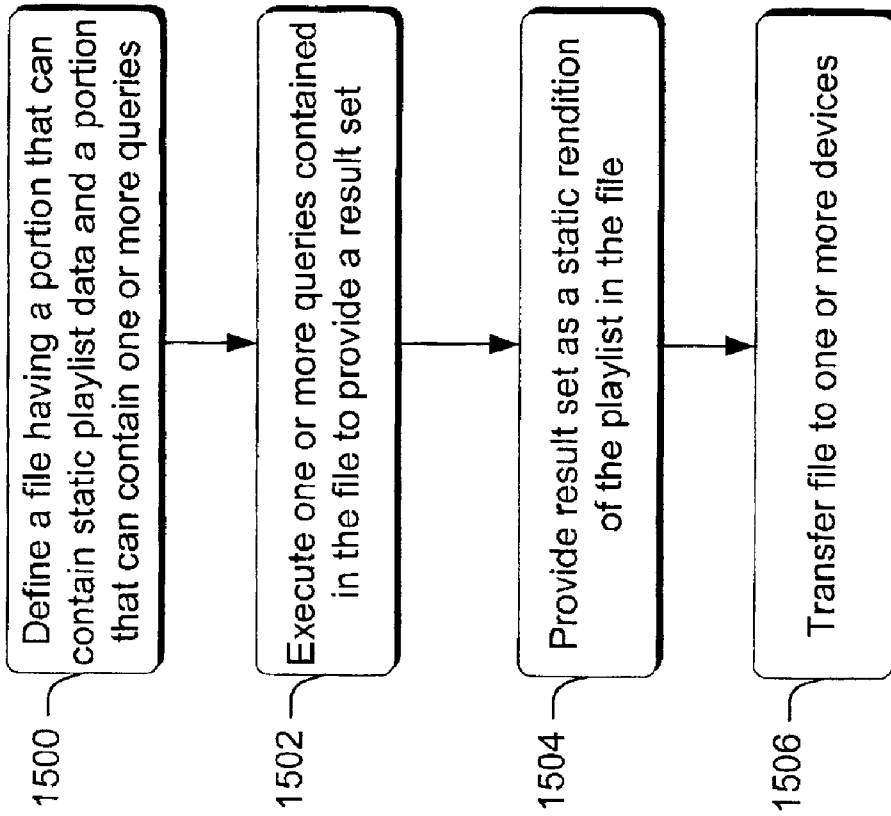 1500
Define a file having a portion that can
contain static playlist data and a portion
that can contain one or more queries
1502
Execute one or more queries contained
in the file to provide a result set
1504
Provide result set as a static rendition
of the playlist in the file
1506
Transfer file to one or more devices